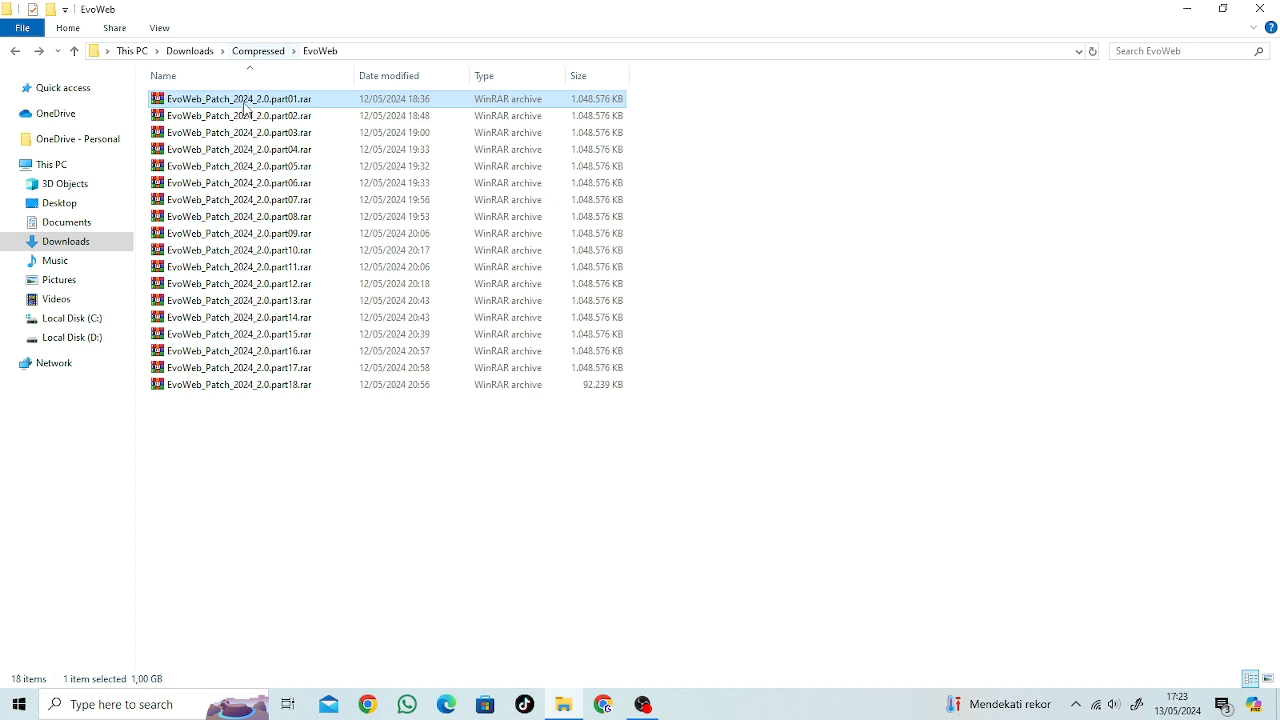 EvoWeb
File Home Share View
This PC Downloads Compressed EvoWeb Search EvoWeb
Name Date modified Type Size
EvoWeb_Patch_2024_2.0.part01.rar 12/05/2024 18:36 WinRAR archive 1.048.576 KB
EvoWeb_Patch_2024_2.0.part02.rar 12/05/2024 18:48 WinRAR archive 1.048.576 KB
EvoWeb_Patch_2024_2.0.part03.rar 12/05/2024 19:00 WinRAR archive 1.048.576 KB
EvoWeb_Patch_2024_2.0.part04.rar 12/05/2024 19:33 WinRAR archive 1.048.576 KB
EvoWeb_Patch_2024_2.0.part05.rar 12/05/2024 19:32 WinRAR archive 1.048.576 KB
EvoWeb_Patch_2024_2.0.part06.rar 12/05/2024 19:33 WinRAR archive 1.048.576 KB
EvoWeb_Patch_2024_2.0.part07.rar 12/05/2024 19:56 WinRAR archive 1.048.576 KB
EvoWeb_Patch_2024_2.0.part08.rar 12/05/2024 19:53 WinRAR archive 1.048.576 KB
EvoWeb_Patch_2024_2.0.part09.rar 12/05/2024 20:06 WinRAR archive 1.048.576 KB
EvoWeb_Patch_2024_2.0.part10.rar 12/05/2024 20:17 WinRAR archive 1.048.576 KB
EvoWeb_Patch_2024_2.0.part11.rar 12/05/2024 20:06 WinRAR archive 1.048.576 KB
EvoWeb_Patch_2024_2.0.part12.rar 12/05/2024 20:18 WinRAR archive 1.048.576 KB
EvoWeb_Patch_2024_2.0.part13.rar 12/05/2024 20:43 WinRAR archive 1.048.576 KB
EvoWeb_Patch_2024_2.0.part14.rar 12/05/2024 20:43 WinRAR archive 1.048.576 KB
EvoWeb_Patch_2024_2.0.part15.rar 12/05/2024 20:39 WinRAR archive 1.048.576 KB
EvoWeb_Patch_2024_2.0.part16.rar 12/05/2024 20:57 WinRAR archive 1.048.576 KB
EvoWeb_Patch_2024_2.0.part17.rar 12/05/2024 20:58 WinRAR archive 1.048.576 KB
EvoWeb_Patch_2024_2.0.part18.rar 12/05/2024 20:56 WinRAR archive 92.239 KB
Quick access
OneDrive
OneDrive - Personal
This PC
3D Objects
Desktop
Documents
Downloads
Music
Pictures
Videos
Local Disk (C:)
Local Disk (D:)
Network
18 items 1 item selected 1,00 GB
Type here to search Mendekati rekor 17:23
13/05/2024 3